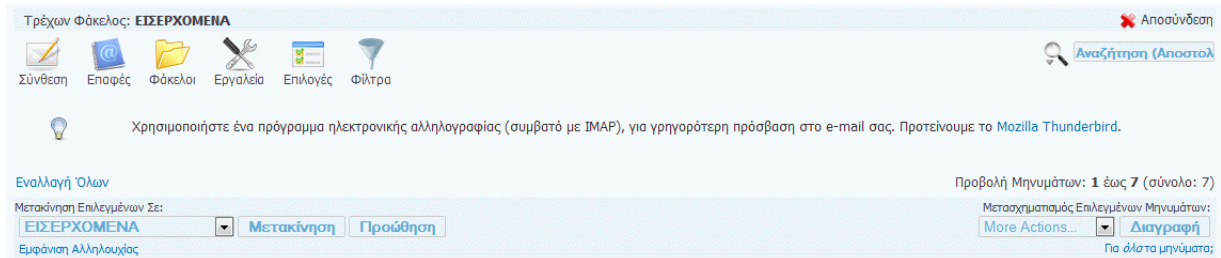 Τρέχων Φάκελος: ΕΙΣΕΡΧΟΜΕΝΑ Αποσύνδεση
Σύνθεση Επαφές Φάκελοι Εργαλεία Επιλογές Φίλτρα Αναζήτηση (Αποστολ
Χρησιμοποιήστε ένα πρόγραμμα ηλεκτρονικής αλληλογραφίας (συμβατό με IMAP), για γρηγορότερη πρόσβαση στο e-mail σας. Προτείνουμε το Mozilla Thunderbird.
Εναλλαγή Όλων Προβολή Μηνυμάτων: 1 έως 7 (σύνολο: 7)
Μετακίνηση Επιλεγμένων Σε: Μετασχηματισμός Επιλεγμένων Μηνυμάτων:
ΕΙΣΕΡΧΟΜΕΝΑ Μετακίνηση Προώθηση More Actions... Διαγραφή
Εμφάνιση Αλληλουχίας Για όλα τα μηνύματα;